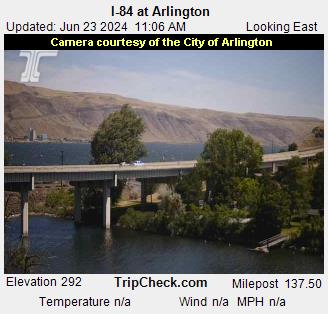 I-84 at Arlington
Updated: Jun 23 2024 11:06 AM Looking East
Camera courtesy of the City of Arlington
Elevation 292 TripCheck.com Milepost 137.50
Temperature n/a Wind n/a MPH n/a